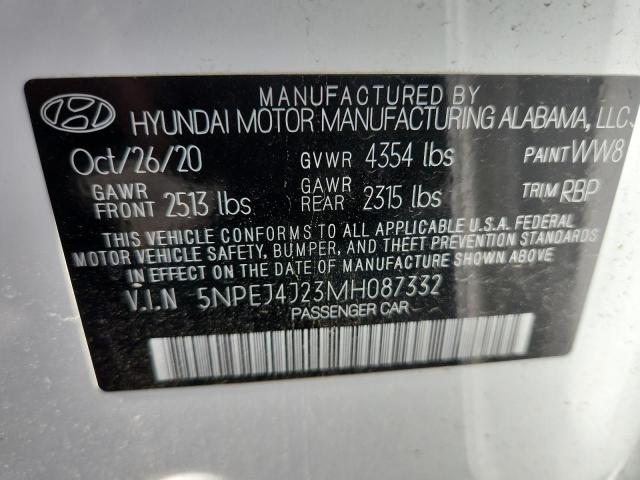 MANUFACTURED BY
HYUNDAI MOTOR MANUFACTURING ALABAMA, LLC
Oct/26/20 GVWR 4354 lbs PAINT WW8
GAWR FRONT 2513 lbs GAWR REAR 2315 lbs TRIM RBP
THIS VEHICLE CONFORMS TO ALL APPLICABLE U.S.A. FEDERAL
MOTOR VEHICLE SAFETY, BUMPER, AND THEFT PREVENTION STANDARDS
IN EFFECT ON THE DATE OF MANUFACTURE SHOWN ABOVE.
V.I.N 5NPEJ4J23MH087332
PASSENGER CAR